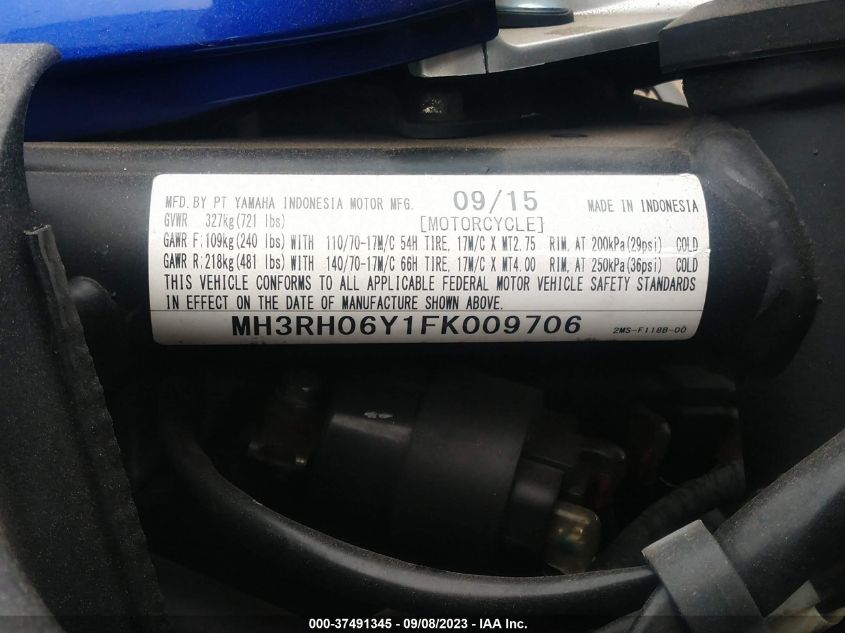 MFD. BY PT YAMAHA INDONESIA MOTOR MFG. 09/15 MADE IN INDONESIA
GVWR 327kg(721 lbs) [MOTORCYCLE]
GAWR F:109kg(240 lbs) WITH 110/70-17M/C 54H TIRE, 17M/C X MT2.75 RIM, AT 200kPa(29psi) COLD
GAWR R:218kg(481 lbs) WITH 140/70-17M/C 66H TIRE, 17M/C X MT4.00 RIM, AT 250kPa(36psi) COLD
THIS VEHICLE CONFORMS TO ALL APPLICABLE FEDERAL MOTOR VEHICLE SAFETY STANDARDS
IN EFFECT ON THE DATE OF MANUFACTURE SHOWN ABOVE.
MH3RH06Y1FK009706 2MS-F118B-00
000-37491345 - 09/08/2023 - Copyright © IAA, Inc.